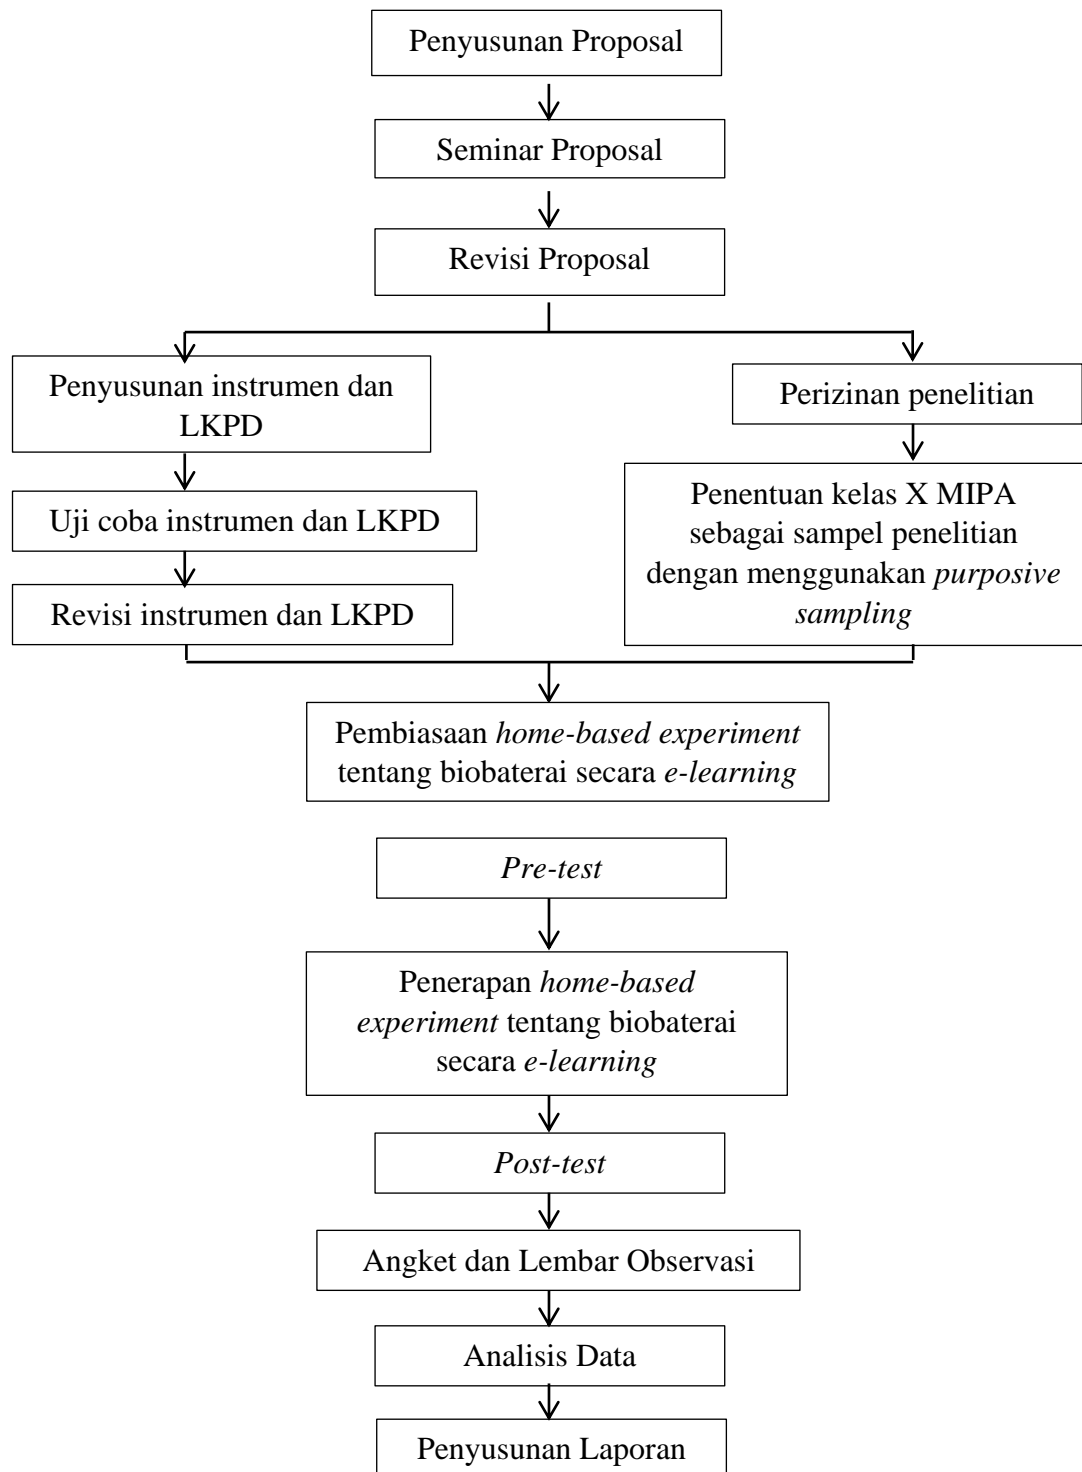 Penyusunan Proposal
Seminar Proposal
Revisi Proposal
Penyusunan instrumen dan
LKPD
Uji coba instrumen dan LKPD
Revisi instrumen dan LKPD
Perizinan penelitian
Penentuan kelas X MIPA
sebagai sampel penelitian
dengan menggunakan purposive
sampling
Pembiasaan home-based experiment
tentang biobaterai secara e-learning
Pre-test
Penerapan home-based
experiment tentang biobaterai
secara e-learning
Post-test
Angket dan Lembar Observasi
Analisis Data
Penyusunan Laporan